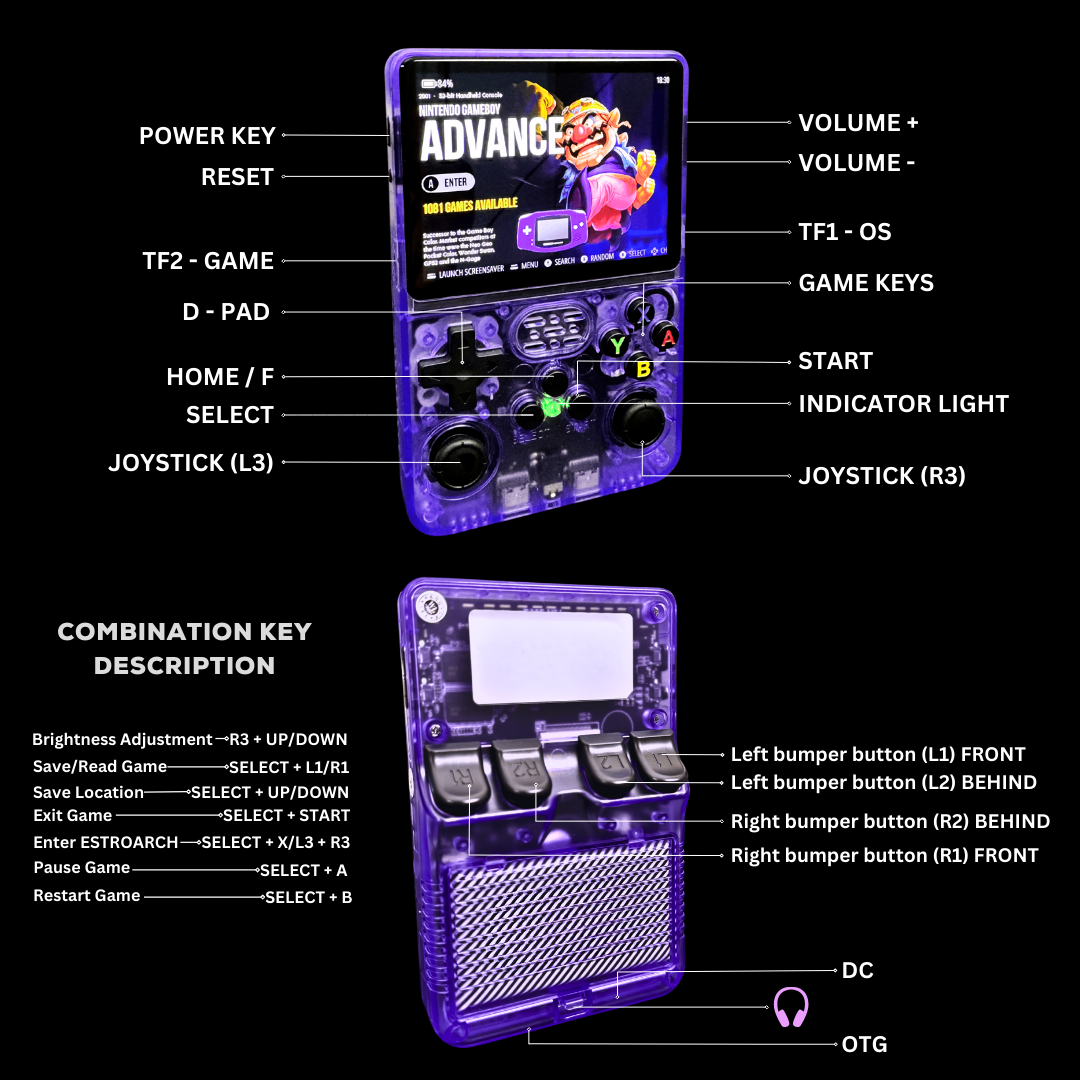 POWER KEY
RESET
TF2 - GAME
D - PAD
HOME / F
SELECT
JOYSTICK (L3)
84%
18:30
2001 - 32-bit Handheld Console
NINTENDO GAMEBOY
ADVANCE
A ENTER
1081 GAMES AVAILABLE
Successor to the Game Boy
Color. Market competitors at
the time were the Neo Geo
Pocket Color, Wonder Swan,
GP32 and the N-Gage
LAUNCH SCREENSAVER MENU SEARCH RANDOM SELECT CH
X
Y
A
B
SELECT
VOLUME +
VOLUME -
TF1 - OS
GAME KEYS
START
INDICATOR LIGHT
JOYSTICK (R3)
COMBINATION KEY
DESCRIPTION
Brightness Adjustment R3 + UP/DOWN
Save/Read Game SELECT + L1/R1
Save Location SELECT + UP/DOWN
Exit Game SELECT + START
Enter ESTROARCH SELECT + X/L3 + R3
Pause Game SELECT + A
Restart Game SELECT + B
R1
R2
L2
L1
Left bumper button (L1) FRONT
Left bumper button (L2) BEHIND
Right bumper button (R2) BEHIND
Right bumper button (R1) FRONT
DC
OTG